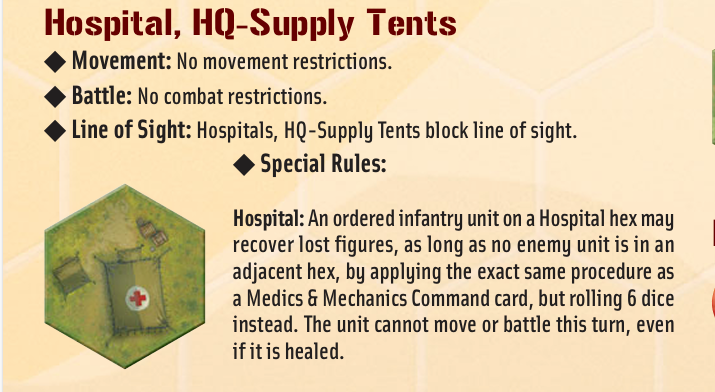 Hospital, HQ-Supply Tents
◆ Movement: No movement restrictions.
◆ Battle: No combat restrictions.
◆ Line of Sight: Hospitals, HQ-Supply Tents block line of sight.
◆ Special Rules:
Hospital: An ordered infantry unit on a Hospital hex may
recover lost figures, as long as no enemy unit is in an
adjacent hex, by applying the exact same procedure as
a Medics & Mechanics Command card, but rolling 6 dice
instead. The unit cannot move or battle this turn, even
if it is healed.